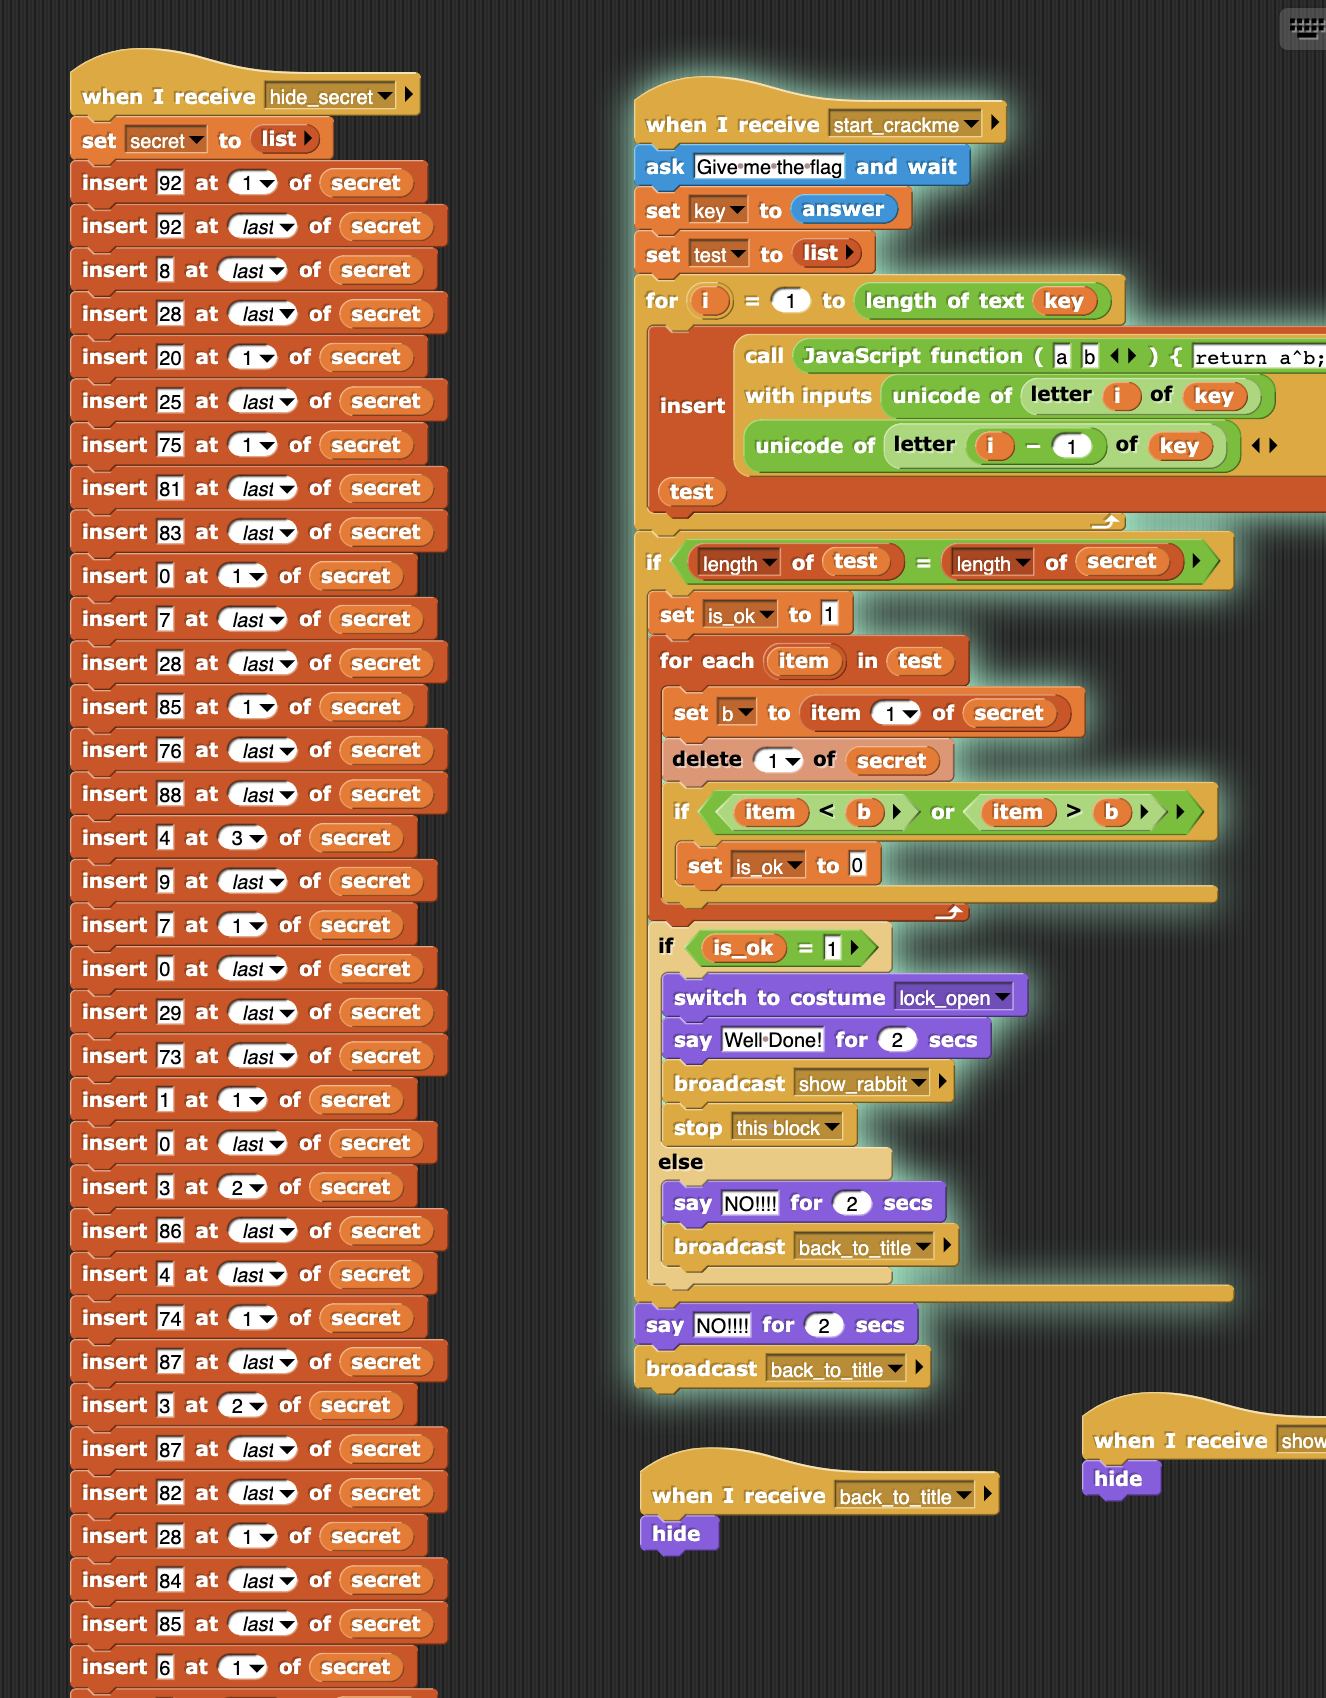 when I receive hide_secret
set secret to list
insert 92 at 1 of secret
insert 92 at last of secret
insert 8 at last of secret
insert 28 at last of secret
insert 20 at 1 of secret
insert 25 at last of secret
insert 75 at 1 of secret
insert 81 at last of secret
insert 83 at last of secret
insert 0 at 1 of secret
insert 7 at last of secret
insert 28 at last of secret
insert 85 at 1 of secret
insert 76 at last of secret
insert 88 at last of secret
insert 4 at 3 of secret
insert 9 at last of secret
insert 7 at 1 of secret
insert 0 at last of secret
insert 29 at last of secret
insert 73 at last of secret
insert 1 at 1 of secret
insert 0 at last of secret
insert 3 at 2 of secret
insert 86 at last of secret
insert 4 at last of secret
insert 74 at 1 of secret
insert 87 at last of secret
insert 3 at 2 of secret
insert 87 at last of secret
insert 82 at last of secret
insert 28 at 1 of secret
insert 84 at last of secret
insert 85 at last of secret
insert 6 at 1 of secret
when I receive start_crackme
ask Give•me•the•flag and wait
set key to answer
set test to list
for i = 1 to length of text key
call JavaScript function ( a b ) { return a^b;
insert with inputs unicode of letter i of key
unicode of letter i - 1 of key
test
if length of test = length of secret
set is_ok to 1
for each item in test
set b to item 1 of secret
delete 1 of secret
if item < b or item > b
set is_ok to 0
if is_ok = 1
switch to costume lock_open
say Well•Done! for 2 secs
broadcast show_rabbit
stop this block
else
say NO!!!! for 2 secs
broadcast back_to_title
say NO!!!! for 2 secs
broadcast back_to_title
when I receive back_to_title
hide
when I receive show
hide